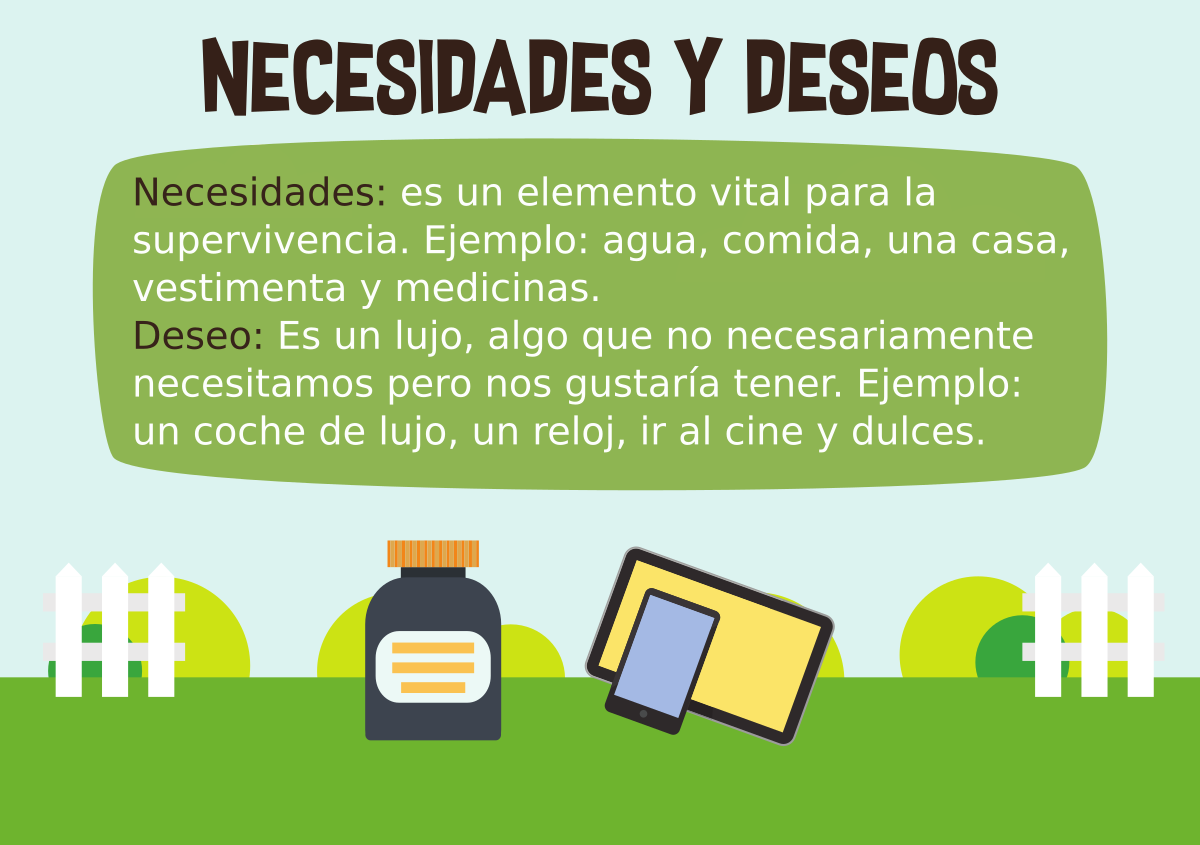 NECESIDADES Y DESEOS
Necesidades: es un elemento vital para la
supervivencia. Ejemplo: agua, comida, una casa,
vestimenta y medicinas.
Deseo: Es un lujo, algo que no necesariamente
necesitamos pero nos gustaría tener. Ejemplo:
un coche de lujo, un reloj, ir al cine y dulces.